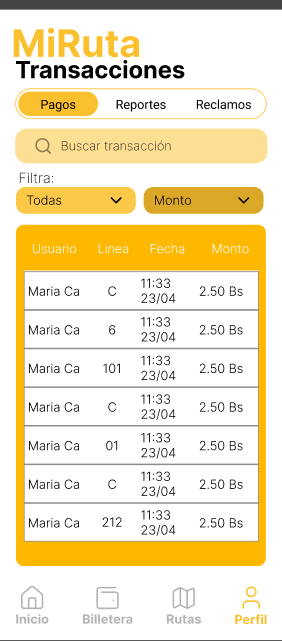 MiRuta
Transacciones
Pagos Reportes Reclamos
Buscar transacción
Filtra:
Todas Monto
Usuario Linea Fecha Monto
Maria Ca C 11:33 23/04 2.50 Bs
Maria Ca 6 11:33 23/04 2.50 Bs
Maria Ca 101 11:33 23/04 2.50 Bs
Maria Ca C 11:33 23/04 2.50 Bs
Maria Ca 01 11:33 23/04 2.50 Bs
Maria Ca C 11:33 23/04 2.50 Bs
Maria Ca 212 11:33 23/04 2.50 Bs
Inicio Billetera Rutas Perfil